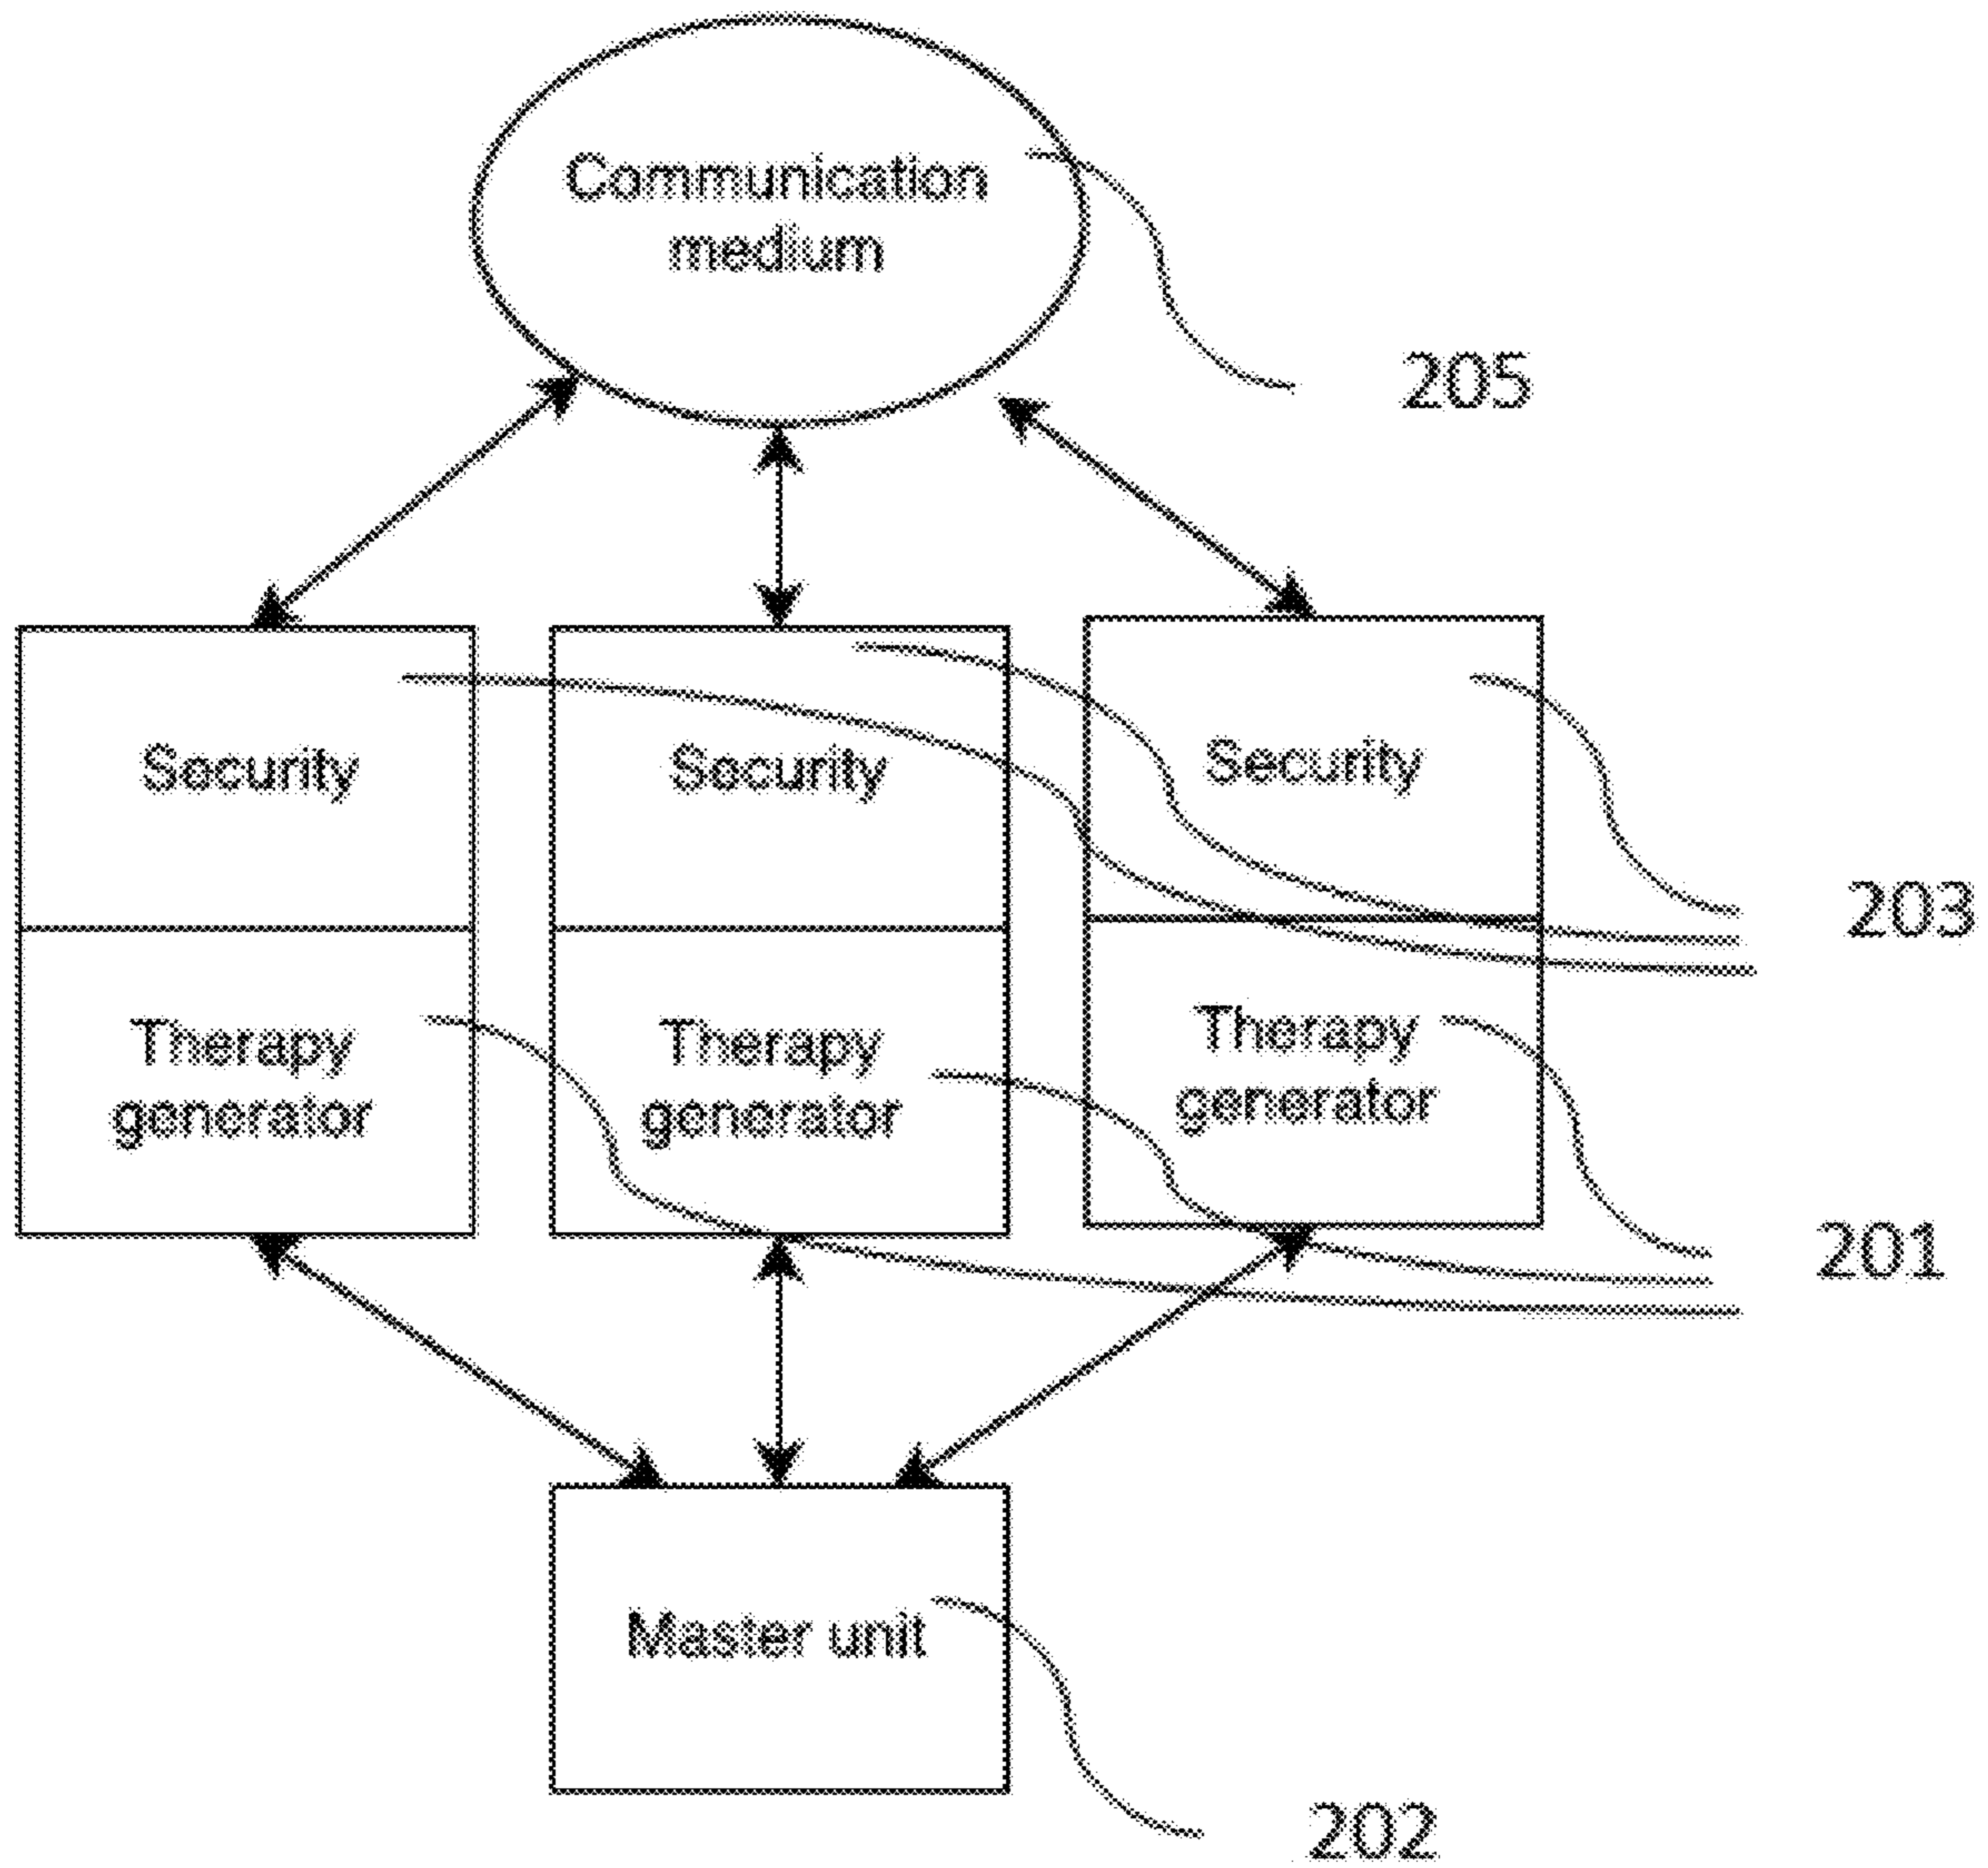 Communication
medium
205
Security
Security
Security
203
Therapy
generator
Therapy
generator
Therapy
generator
201
Master unit
202